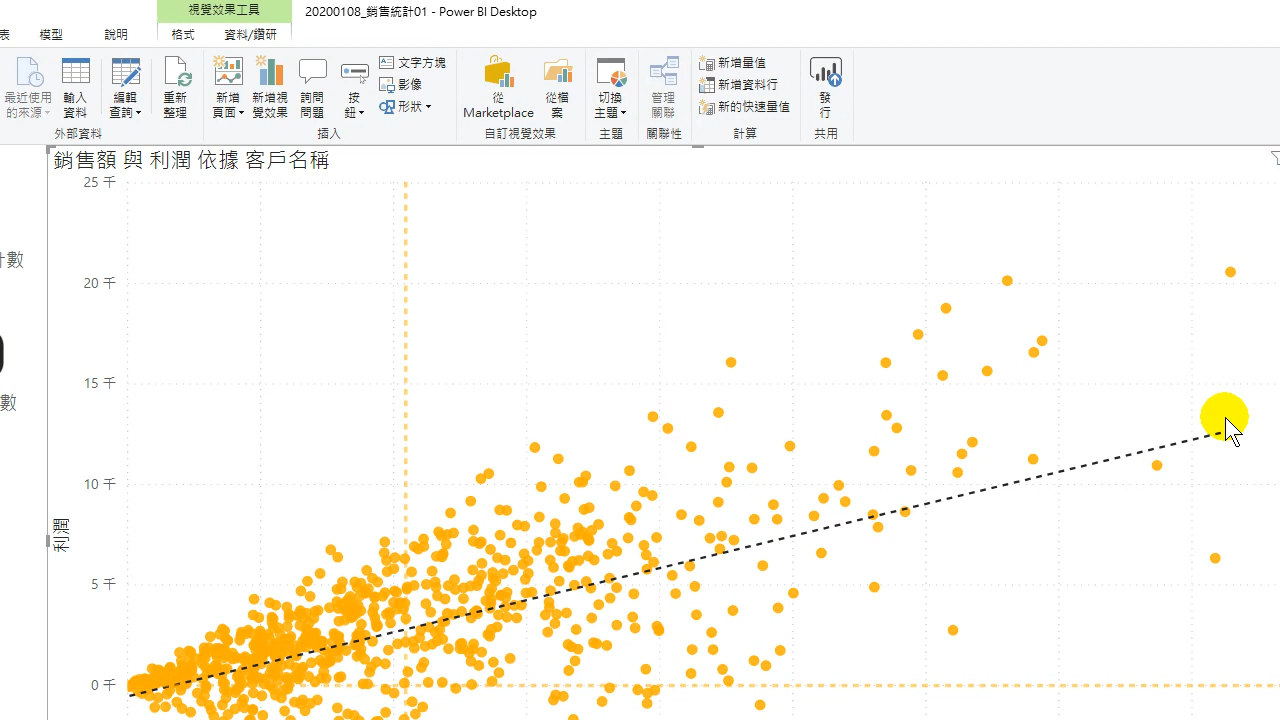 視覺效果工具
20200108_銷售統計01 - Power BI Desktop
表 模型 說明 格式 資料/鑽研
最近使用的來源
輸入資料
編輯查詢
重新整理
新增頁面
新增視覺效果
詢問問題
按鈕
文字方塊
影像
形狀
從 Marketplace
從檔案
切換主題
管理關聯
新增量值
新增資料行
新的快速量值
發行
外部資料 插入 自訂視覺效果 主題 關聯性 計算 共用
銷售額 與 利潤 依據 客戶名稱
25 千
20 千
15 千
10 千
5 千
0 千
利潤
計數
數